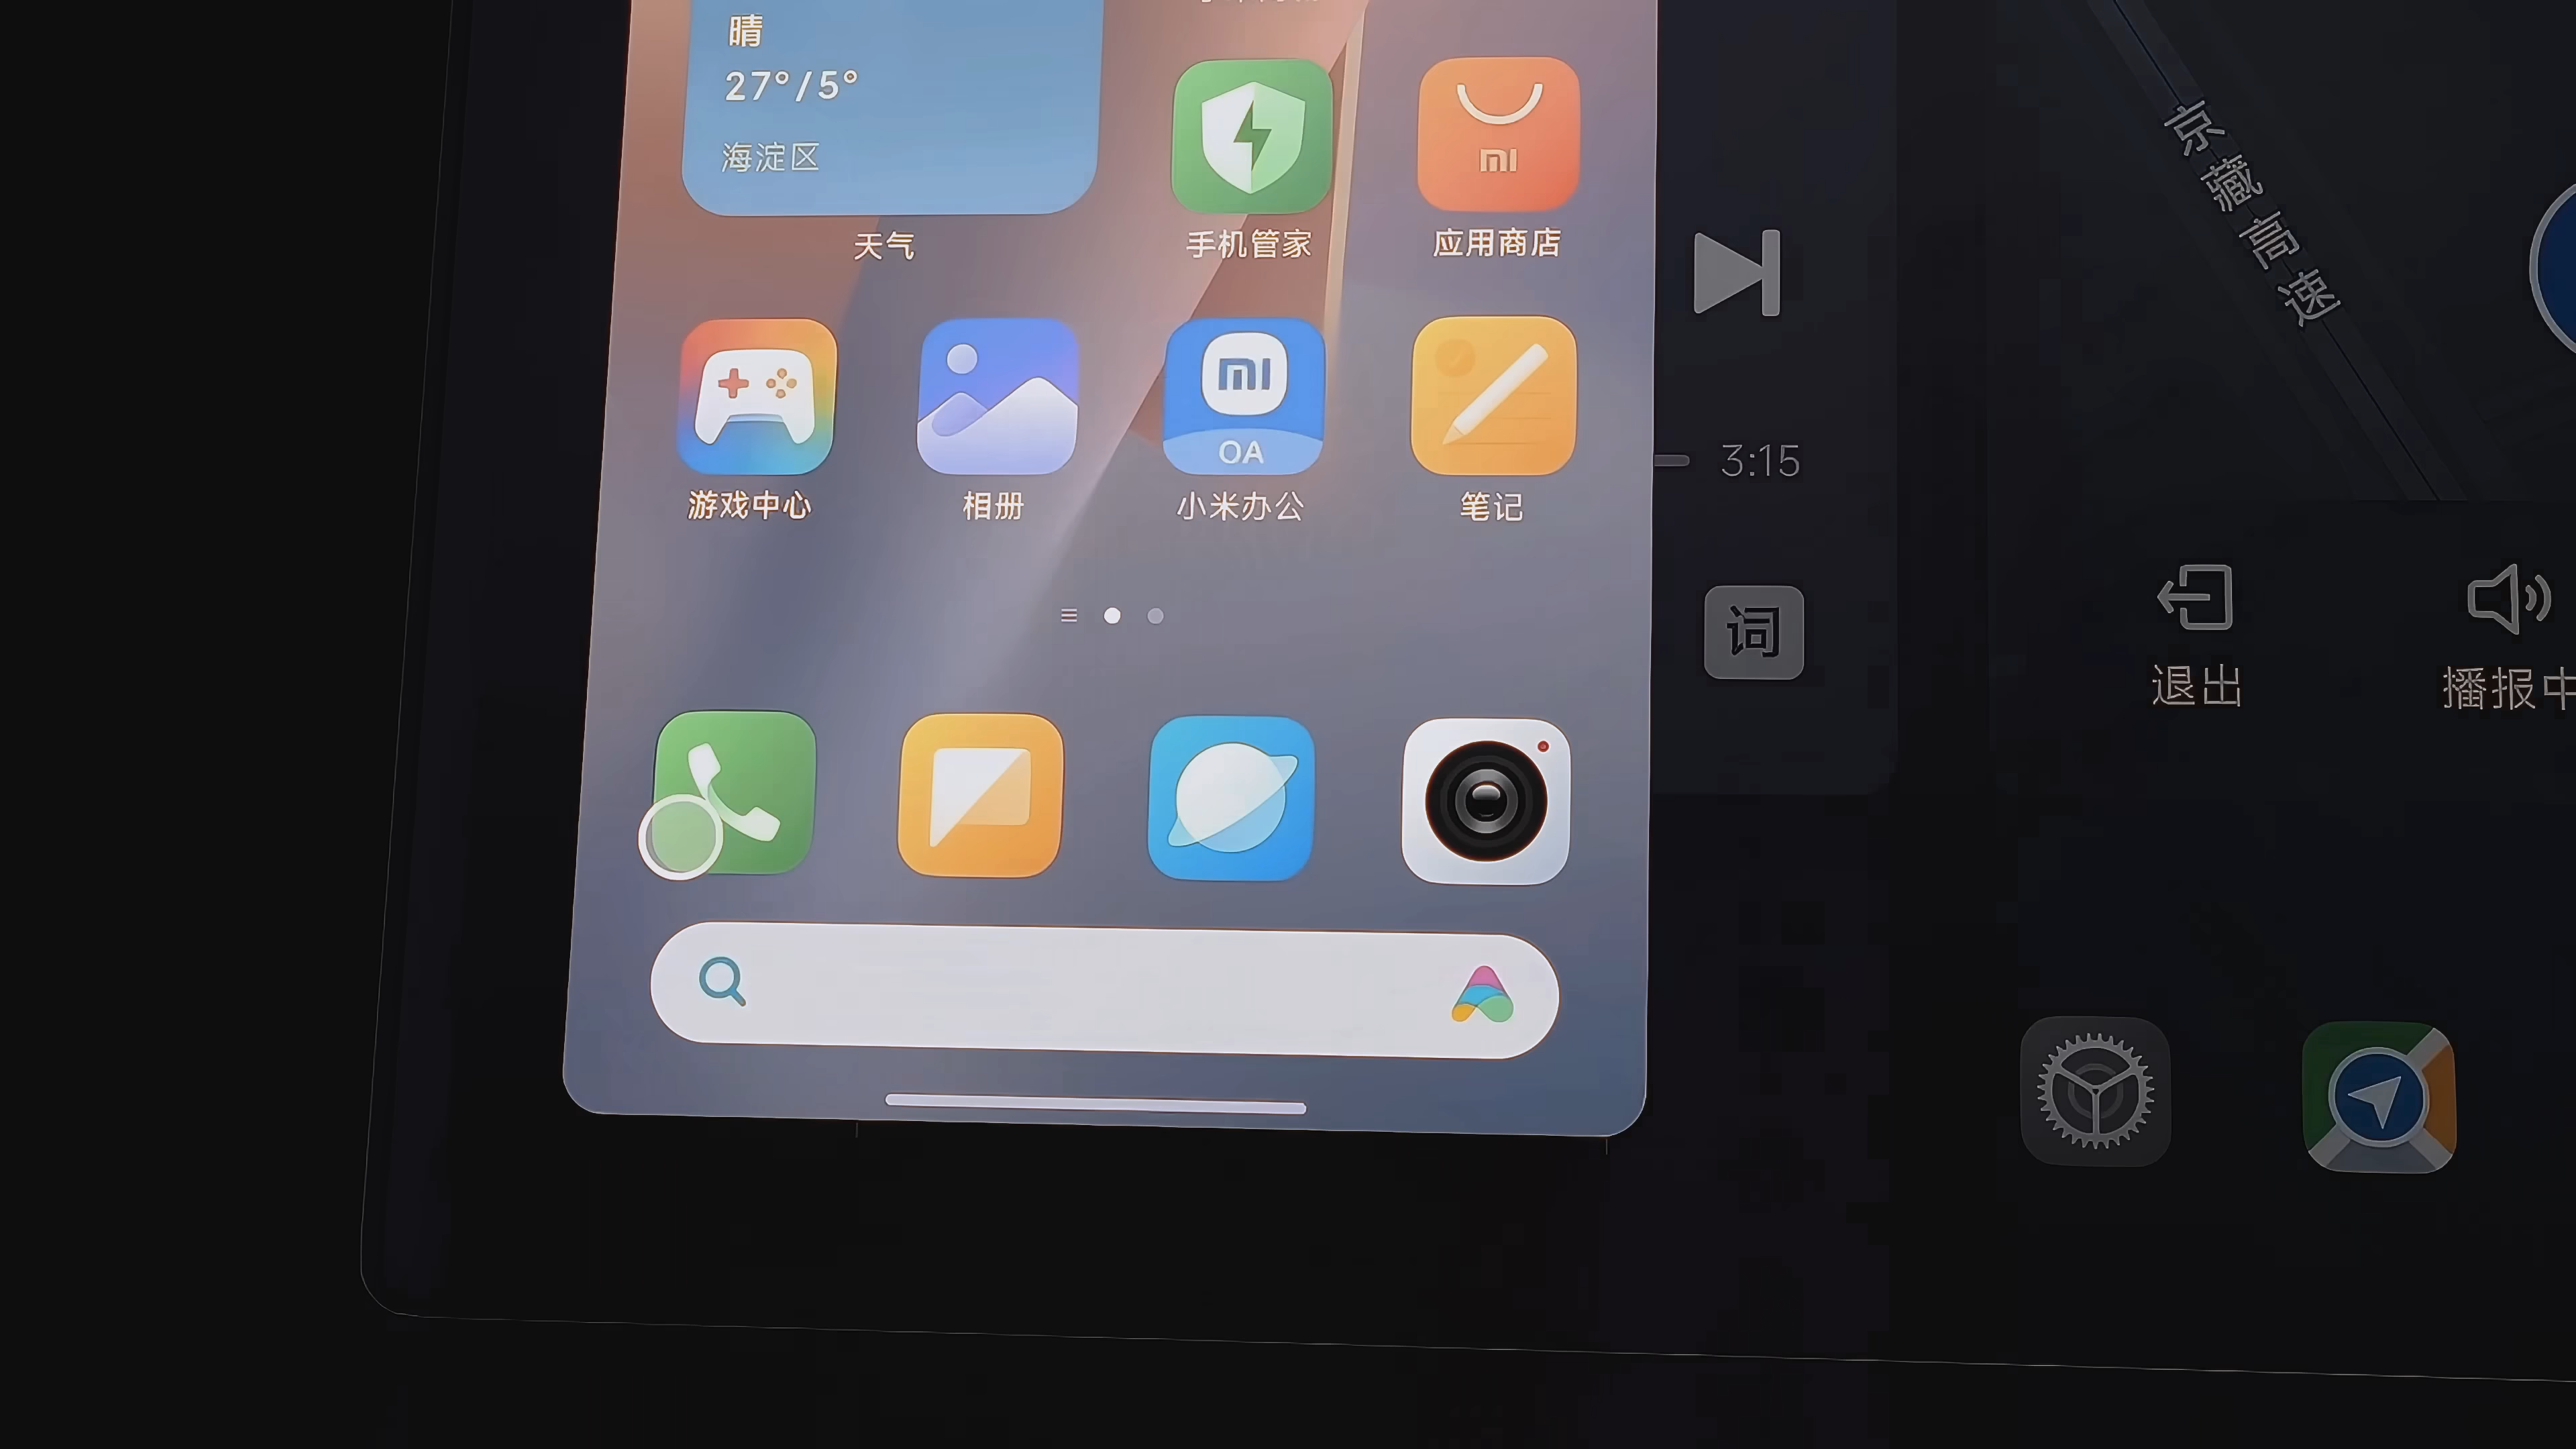 晴
27°/5°
海淀区
天气
手机管家
mi
应用商店
游戏中心
相册
mi
OA
小米办公
笔记
3:15
词
京藏高速
退出
播报中